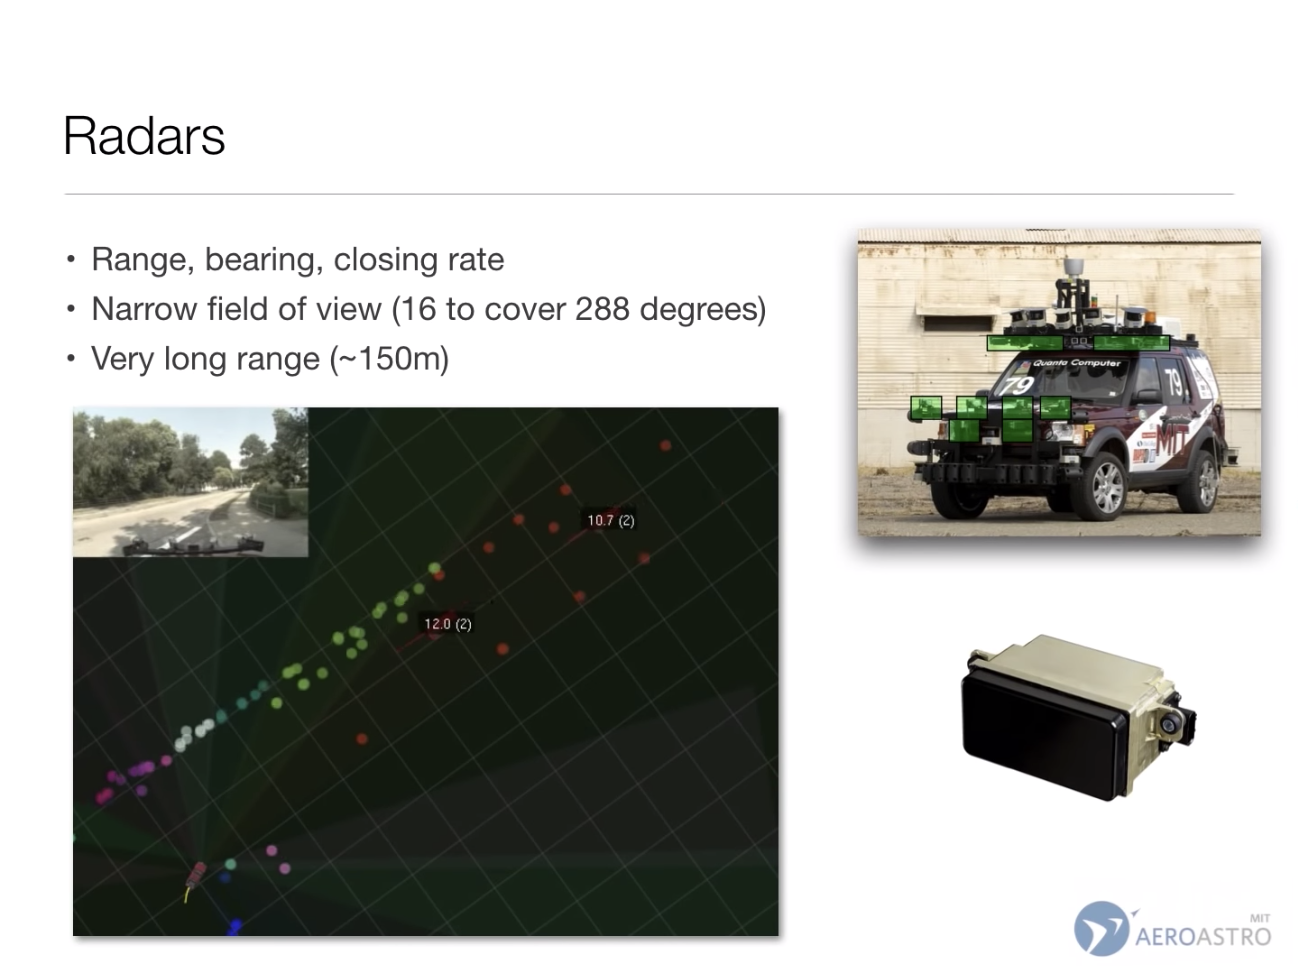 Radars
• Range, bearing, closing rate
• Narrow field of view (16 to cover 288 degrees)
• Very long range (~150m)
10.7 (2)
12.0 (2)
Quanta Computer
79
79
MIT
MIT
AEROASTRO